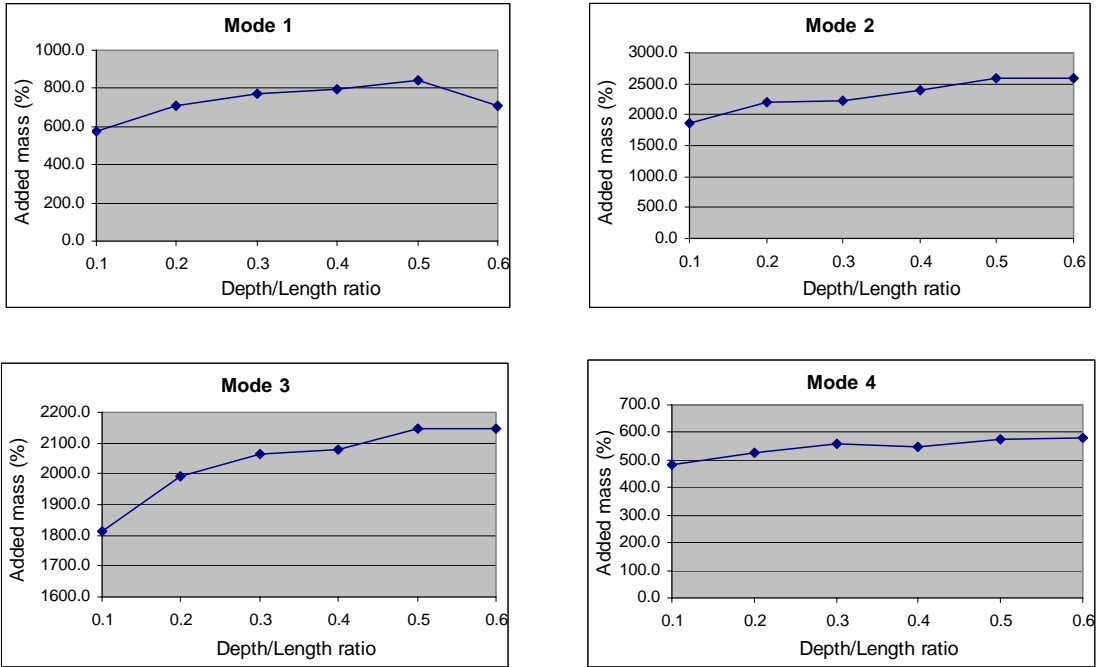 Mode 1
1000.0
800.0
600.0
400.0
200.0
0.0
Added mass (%)
0.1 0.2 0.3 0.4 0.5 0.6
Depth/Length ratio
Mode 2
3000.0
2500.0
2000.0
1500.0
1000.0
500.0
0.0
Added mass (%)
0.1 0.2 0.3 0.4 0.5 0.6
Depth/Length ratio
Mode 3
2200.0
2100.0
2000.0
1900.0
1800.0
1700.0
1600.0
Added mass (%)
0.1 0.2 0.3 0.4 0.5 0.6
Depth/Length ratio
Mode 4
700.0
600.0
500.0
400.0
300.0
200.0
100.0
0.0
Added mass (%)
0.1 0.2 0.3 0.4 0.5 0.6
Depth/Length ratio